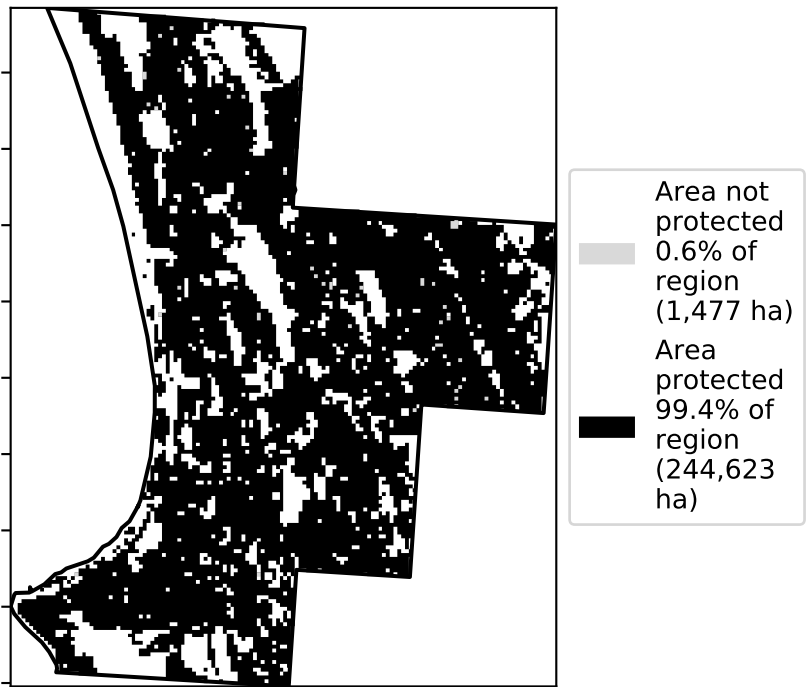 Area not
protected
0.6% of
region
(1,477 ha)
Area
protected
99.4% of
region
(244,623
ha)